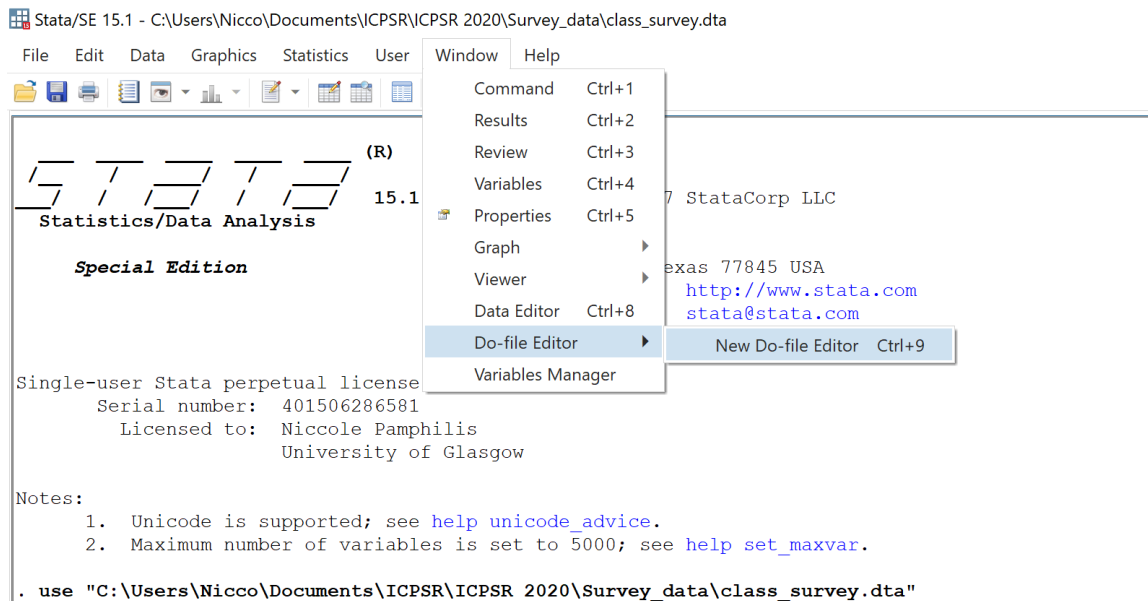 Stata/SE 15.1 - C:\Users\Nicco\Documents\ICPSR\ICPSR 2020\Survey_data\class_survey.dta
File Edit Data Graphics Statistics User Window Help
Command Ctrl+1
Results Ctrl+2
Review Ctrl+3
Variables Ctrl+4
Properties Ctrl+5
Graph
Viewer
Data Editor Ctrl+8
Do-file Editor
New Do-file Editor Ctrl+9
Variables Manager
STATA (R)
15.1 7 StataCorp LLC
Statistics/Data Analysis
Special Edition exas 77845 USA
http://www.stata.com
stata@stata.com
Single-user Stata perpetual license
Serial number: 401506286581
Licensed to: Niccole Pamphilis
University of Glasgow
Notes:
1. Unicode is supported; see help unicode_advice.
2. Maximum number of variables is set to 5000; see help set_maxvar.
. use "C:\Users\Nicco\Documents\ICPSR\ICPSR 2020\Survey_data\class_survey.dta"